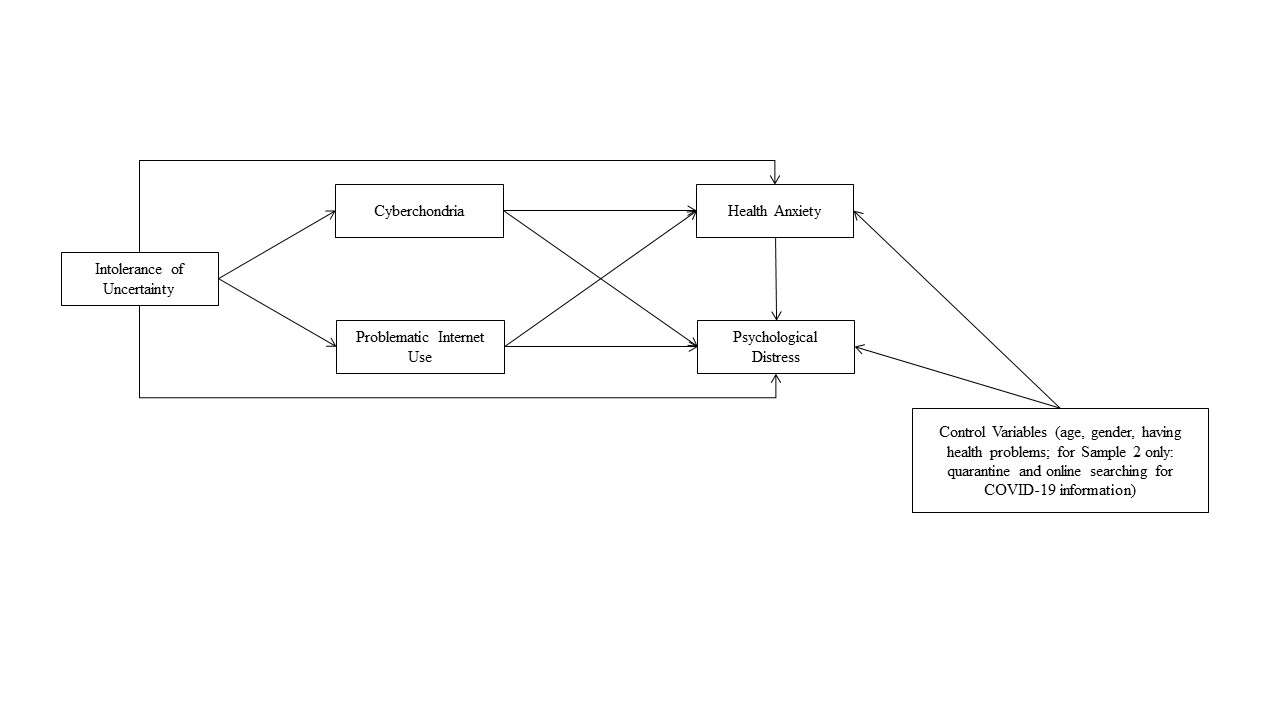 Cyberchondria
Health Anxiety
Intolerance of
Uncertainty
Problematic Internet
Use
Psychological
Distress
Control Variables (age, gender, having
health problems; for Sample 2 only:
quarantine and online searching for
COVID-19 information)